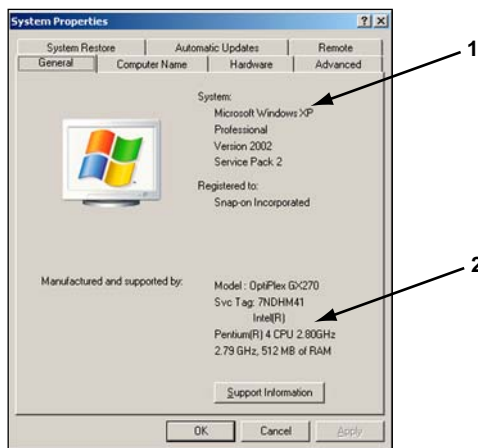 System Properties
System Restore
Automatic Updates
Remote
General
Computer Name
Hardware
Advanced
1
System:
Microsoft Windows XP
Professional
Version 2002
Service Pack 2
Registered to:
Snap-on Incorporated
2
Manufactured and supported by:
Model : OptiPlex GX270
Svc Tag: 7NDHM41
Intel(R)
Pentium(R) 4 CPU 2.80GHz
2.79 GHz, 512 MB of RAM
Support Information
OK
Cancel
Apply